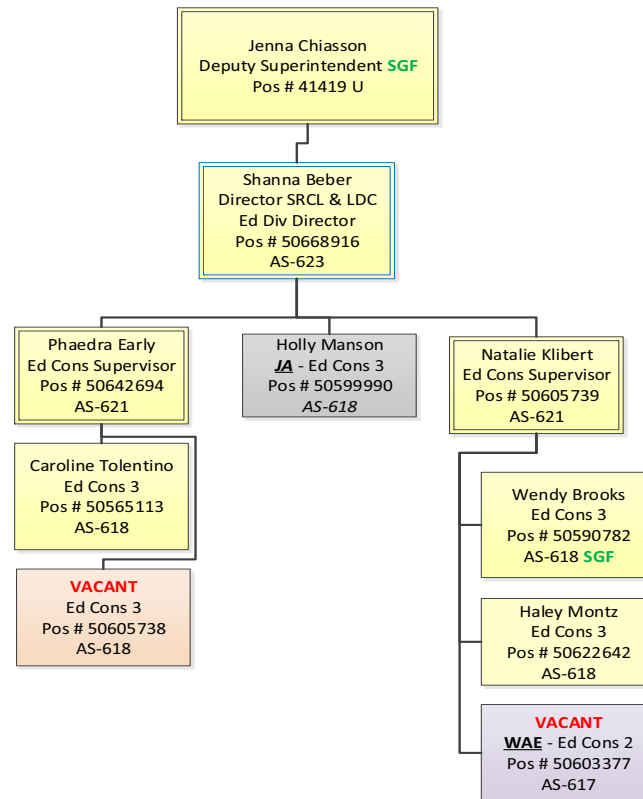 Jenna Chiasson
Deputy Superintendent SGF
Pos # 41419 U
Shanna Beber
Director SRCL & LDC
Ed Div Director
Pos # 50668916
AS-623
Phaedra Early
Ed Cons Supervisor
Pos # 50642694
AS-621
Holly Manson
JA - Ed Cons 3
Pos # 50599990
AS-618
Natalie Klibert
Ed Cons Supervisor
Pos # 50605739
AS-621
Caroline Tolentino
Ed Cons 3
Pos # 50565113
AS-618
VACANT
Ed Cons 3
Pos # 50605738
AS-618
Wendy Brooks
Ed Cons 3
Pos # 50590782
AS-618 SGF
Haley Montz
Ed Cons 3
Pos # 50622642
AS-618
VACANT
WAE - Ed Cons 2
Pos # 50603377
AS-617